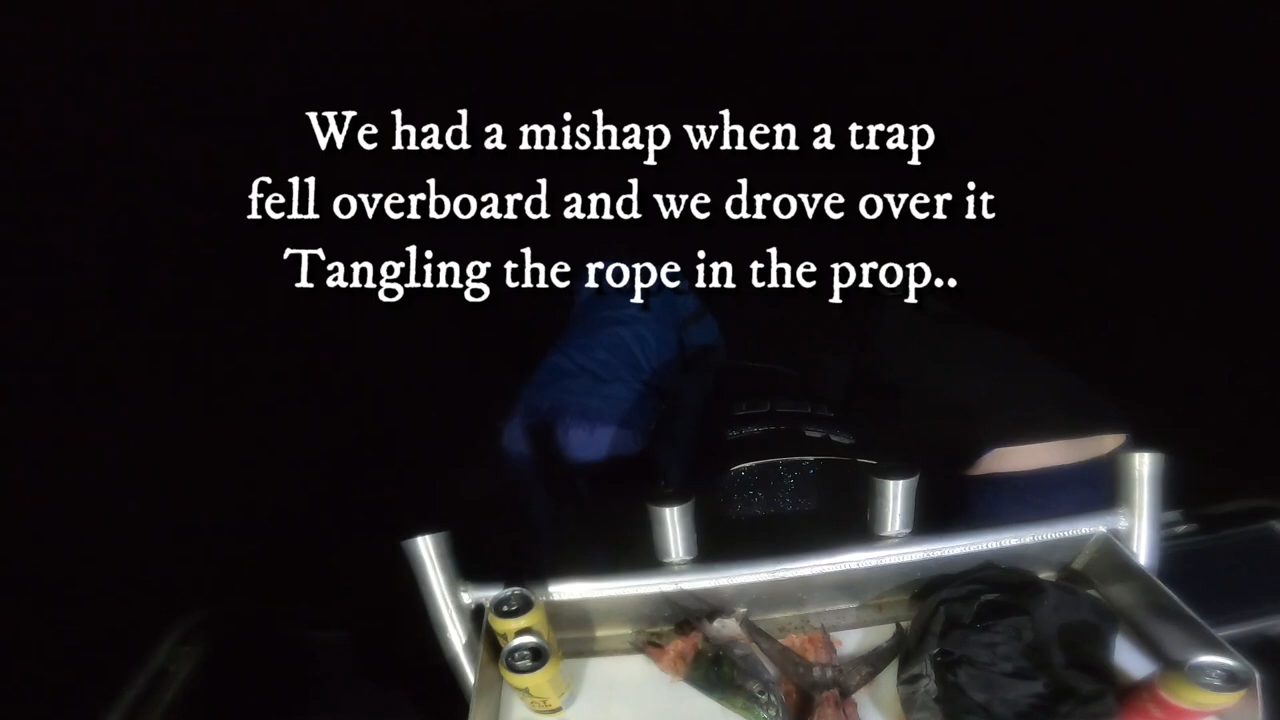 We had a mishap when a trap
fell overboard and we drove over it
Tangling the rope in the prop..